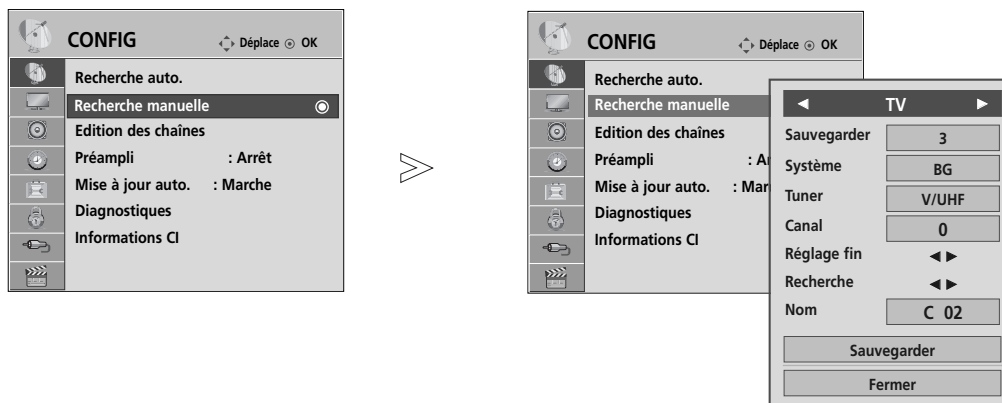 CONFIG Déplace OK
Recherche auto.
Recherche manuelle
Edition des chaînes
Préampli : Arrêt
Mise à jour auto. : Marche
Diagnostiques
Informations CI
CONFIG Déplace OK
Recherche auto.
Recherche manuelle
Edition des chaînes
Préampli : Ar
Mise à jour auto. : Mar
Diagnostiques
Informations CI
◄ TV ►
Sauvegarder 3
Système BG
Tuner V/UHF
Canal 0
Réglage fin ◄ ►
Recherche ◄ ►
Nom C 02
Sauvegarder
Fermer